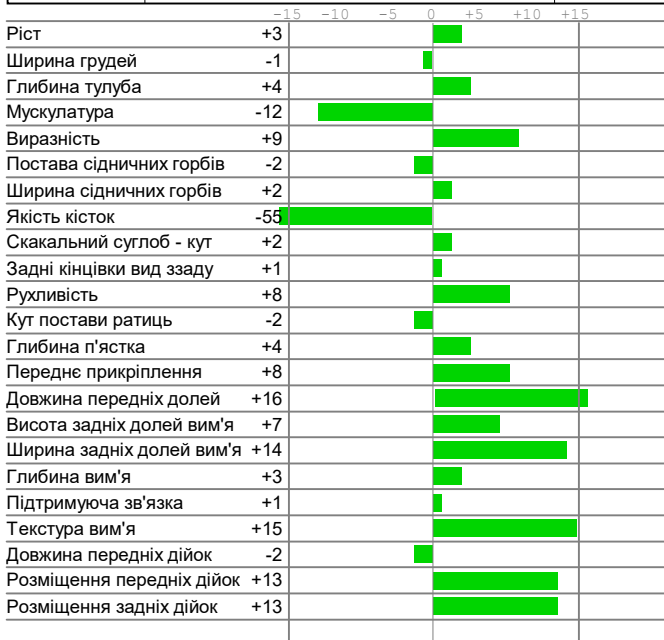 -15 -10 -5 0 +5 +10 +15
Ріст +3
Ширина грудей -1
Глибина тулуба +4
Мускулатура -12
Виразність +9
Постава сідничних горбів -2
Ширина сідничних горбів +2
Якість кісток -55
Скакальний суглоб - кут +2
Задні кінцівки вид ззаду +1
Рухливість +8
Кут постави ратиць -2
Глибина п'ястка +4
Переднє прикріплення +8
Довжина передніх долей +16
Висота задніх долей вим'я +7
Ширина задніх долей вим'я +14
Глибина вим'я +3
Підтримуюча зв'язка +1
Текстура вим'я +15
Довжина передніх дійок -2
Розміщення передніх дійок +13
Розміщення задніх дійок +13